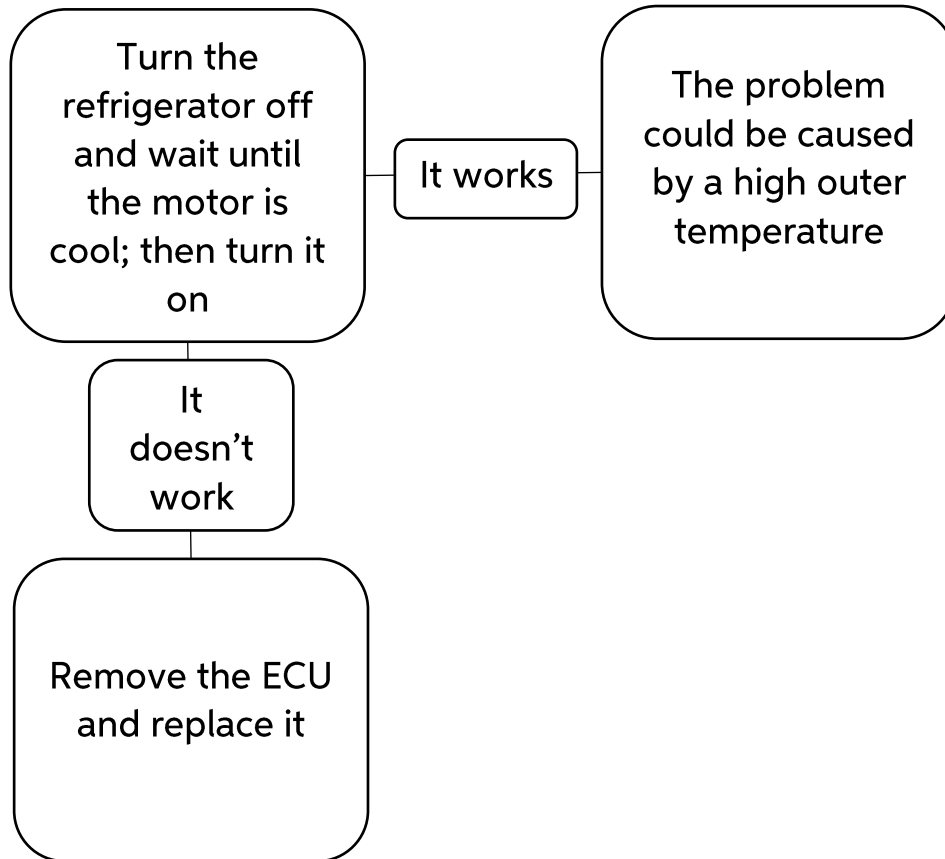 Turn the
refrigerator off
and wait until
the motor is
cool; then turn it
on
It works
The problem
could be caused
by a high outer
temperature
It
doesn’t
work
Remove the ECU
and replace it